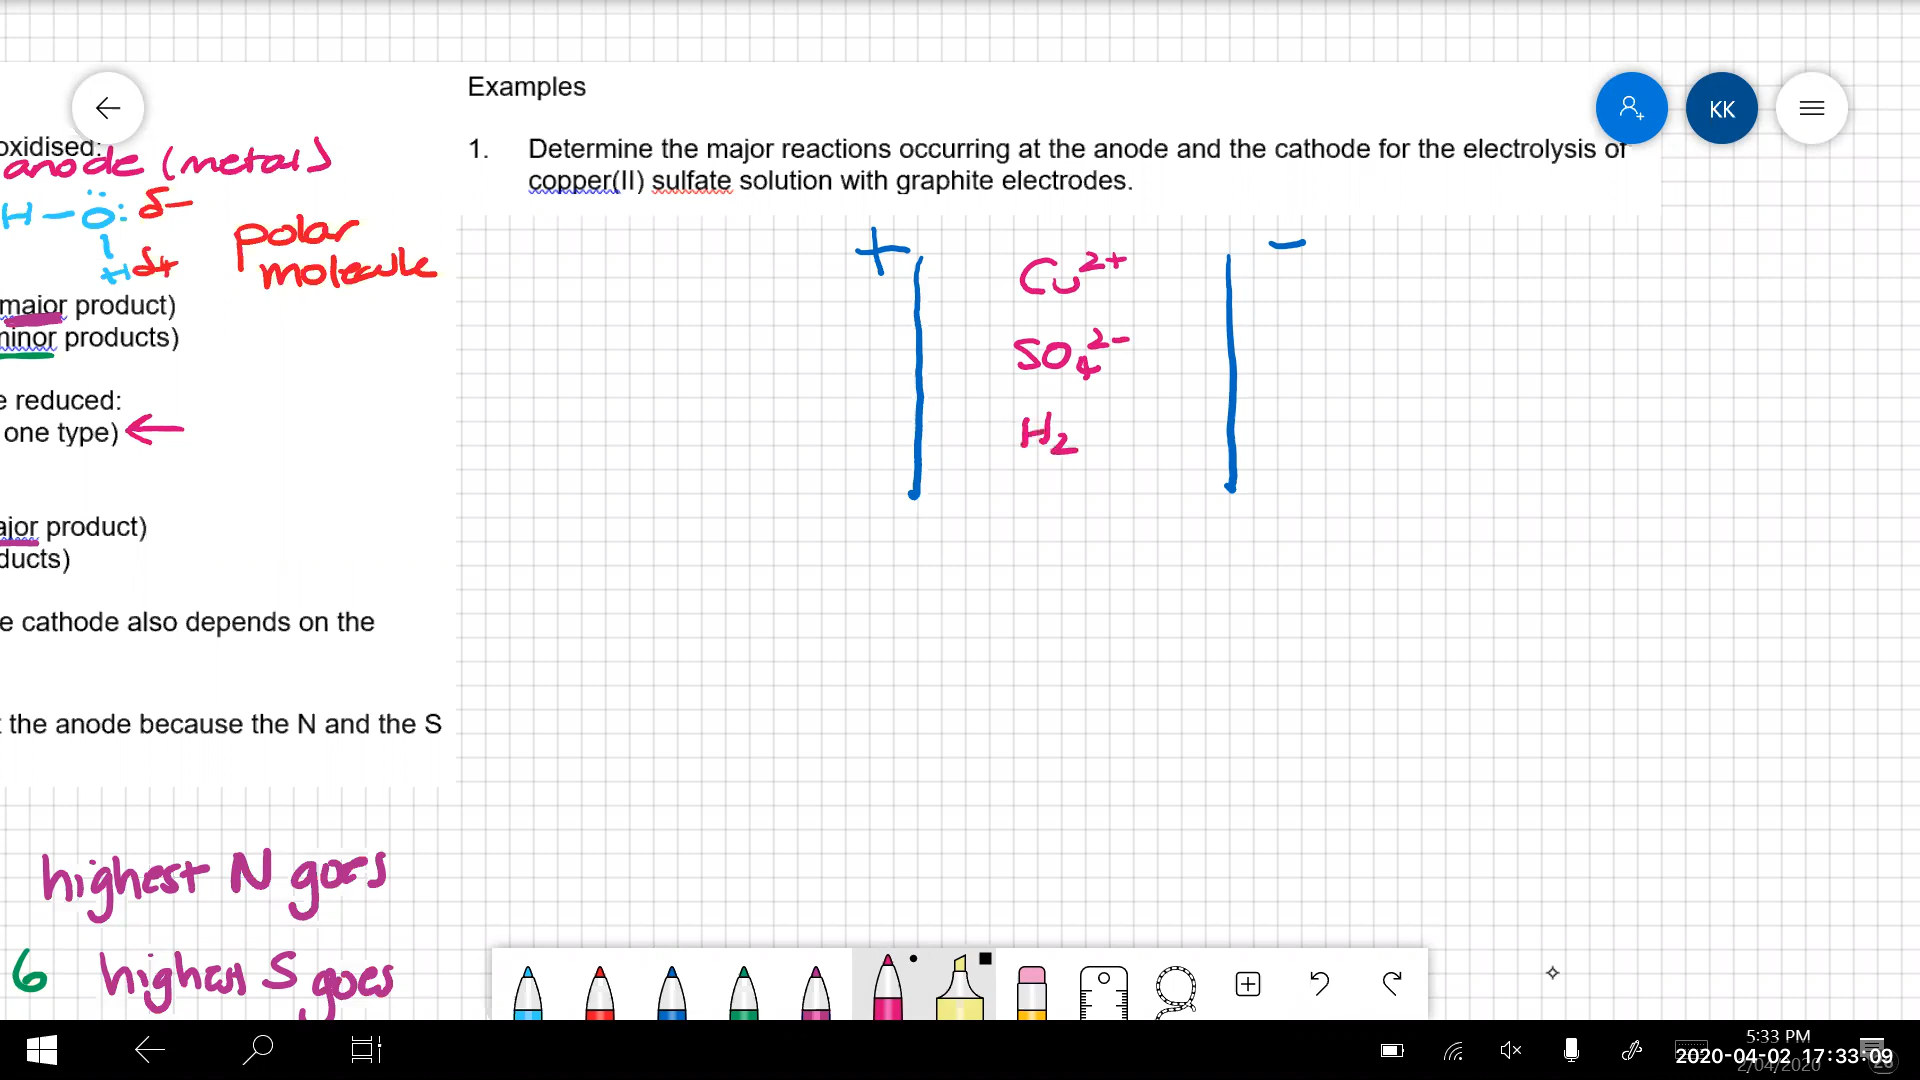 Examples
oxidised:
anode (metal)
H – Ö: δ–
H δ+
polar
molecule
major product)
minor products)
e reduced:
one type)
ajor product)
ducts)
e cathode also depends on the
t the anode because the N and the S
highest N goes
6 highest S goes
1. Determine the major reactions occurring at the anode and the cathode for the electrolysis of
copper(II) sulfate solution with graphite electrodes.
+ –
Cu²⁺
SO₄²⁻
H₂
KK
5:33 PM
2020-04-02 17:33:09
2/04/2020